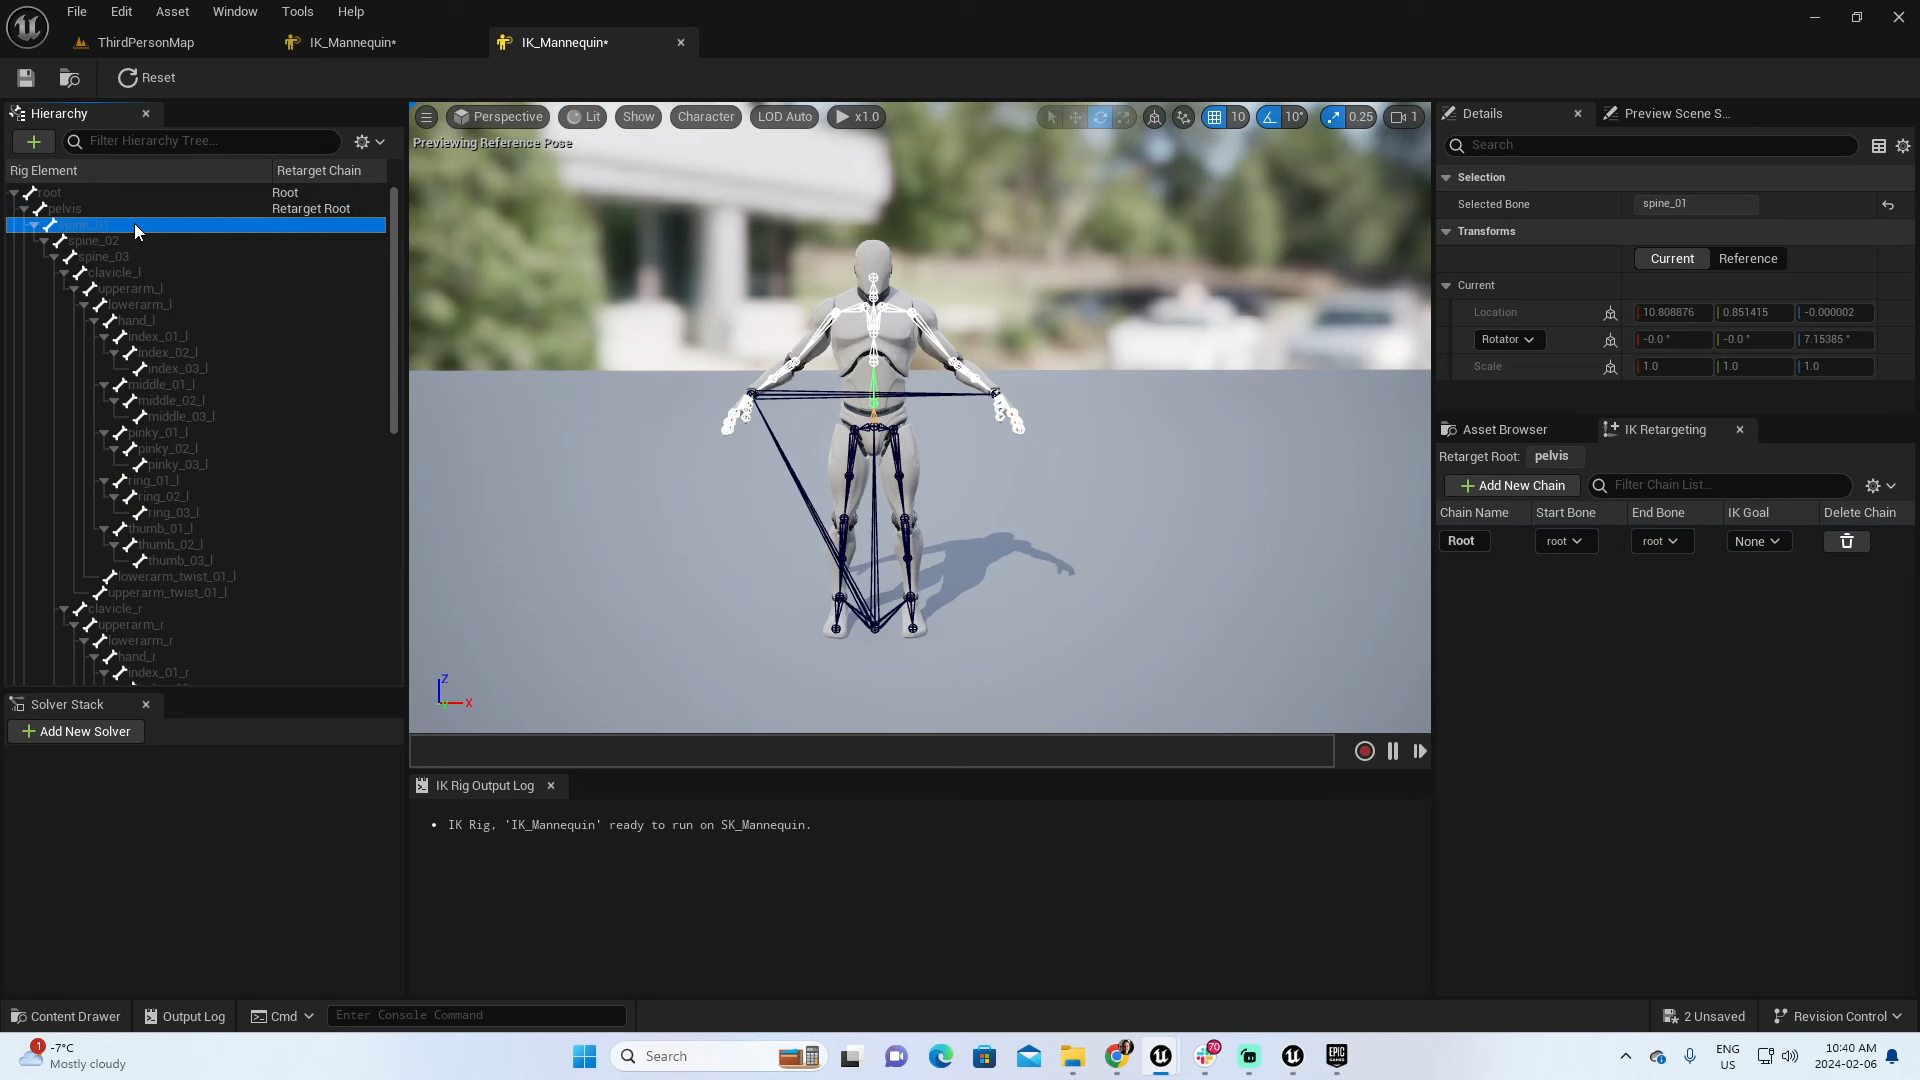 File Edit Asset Window Tools Help
ThirdPersonMap IK_Mannequin* IK_Mannequin*
Reset
Hierarchy
Filter Hierarchy Tree...
Rig Element Retarget Chain
root Root
pelvis Retarget Root
spine_01
spine_02
spine_03
clavicle_l
upperarm_l
lowerarm_l
hand_l
index_01_l
index_02_l
index_03_l
middle_01_l
middle_02_l
middle_03_l
pinky_01_l
pinky_02_l
pinky_03_l
ring_01_l
ring_02_l
ring_03_l
thumb_01_l
thumb_02_l
thumb_03_l
lowerarm_twist_01_l
upperarm_twist_01_l
clavicle_r
upperarm_r
lowerarm_r
hand_r
index_01_r
Solver Stack
Add New Solver
Perspective Lit Show Character LOD Auto x1.0 10 10° 0.25 1
Previewing Reference Pose
Z
X
IK Rig Output Log
• IK Rig, 'IK_Mannequin' ready to run on SK_Mannequin.
Details Preview Scene S...
Search
Selection
Selected Bone spine_01
Transforms
Current Reference
Current
Location 10.808876 0.851415 -0.000002
Rotator -0.0 ° -0.0 ° 7.15385 °
Scale 1.0 1.0 1.0
Asset Browser IK Retargeting
Retarget Root: pelvis
Add New Chain Filter Chain List...
Chain Name Start Bone End Bone IK Goal Delete Chain
Root root root None
Content Drawer Output Log Cmd Enter Console Command 2 Unsaved Revision Control
1 -7°C
Mostly cloudy
Search
70
EPIC GAMES
ENG
US
10:40 AM
2024-02-06